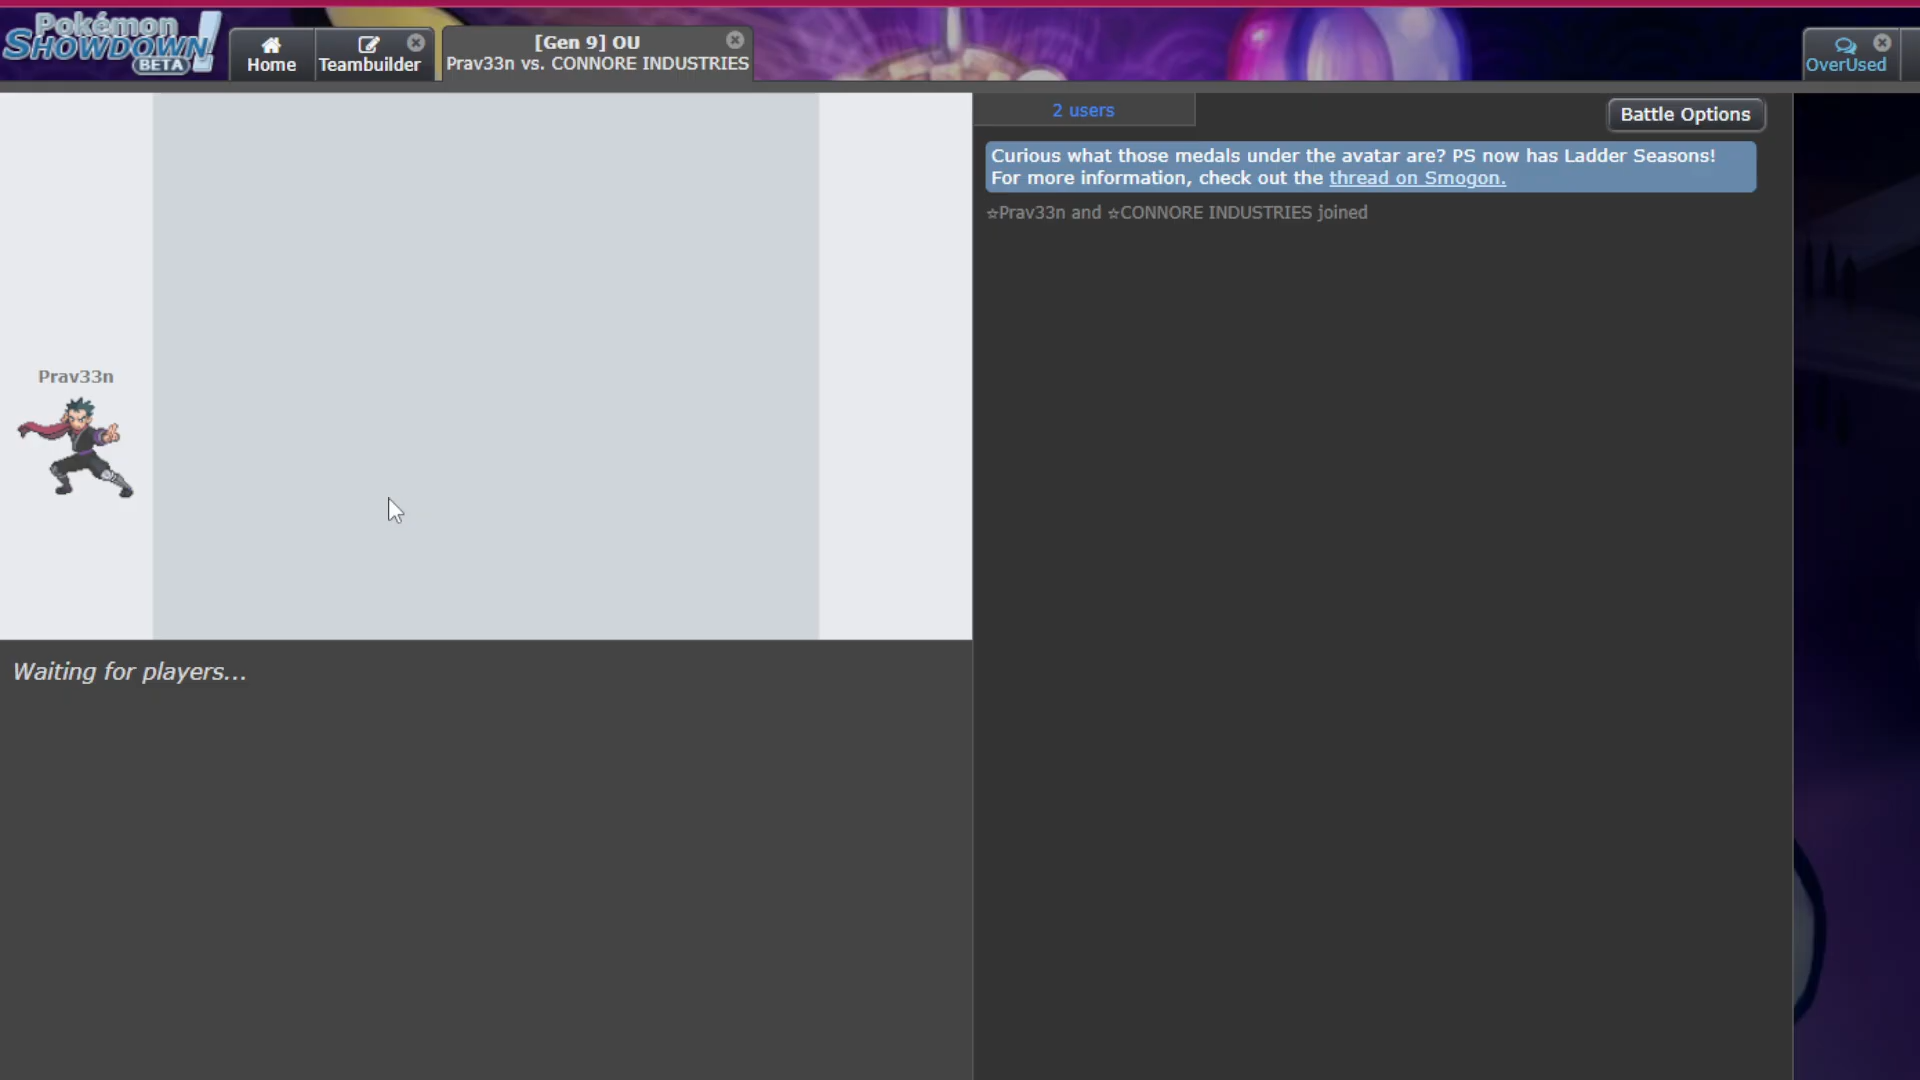 Pokémon
SHOWDOWN!
BETA
Home
Teambuilder
[Gen 9] OU
Prav33n vs. CONNORE INDUSTRIES
OverUsed
2 users
Battle Options
Curious what those medals under the avatar are? PS now has Ladder Seasons!
For more information, check out the thread on Smogon.
☆Prav33n and ☆CONNORE INDUSTRIES joined
Prav33n
Waiting for players...